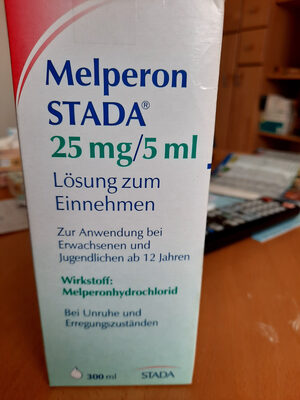 Melperon
STADA®
25 mg/5 ml
Lösung zum
Einnehmen
Zur Anwendung bei
Erwachsenen und
Jugendlichen ab 12 Jahren
Wirkstoff:
Melperonhydrochlorid
Bei Unruhe und
Erregungszuständen
300 ml
STADA